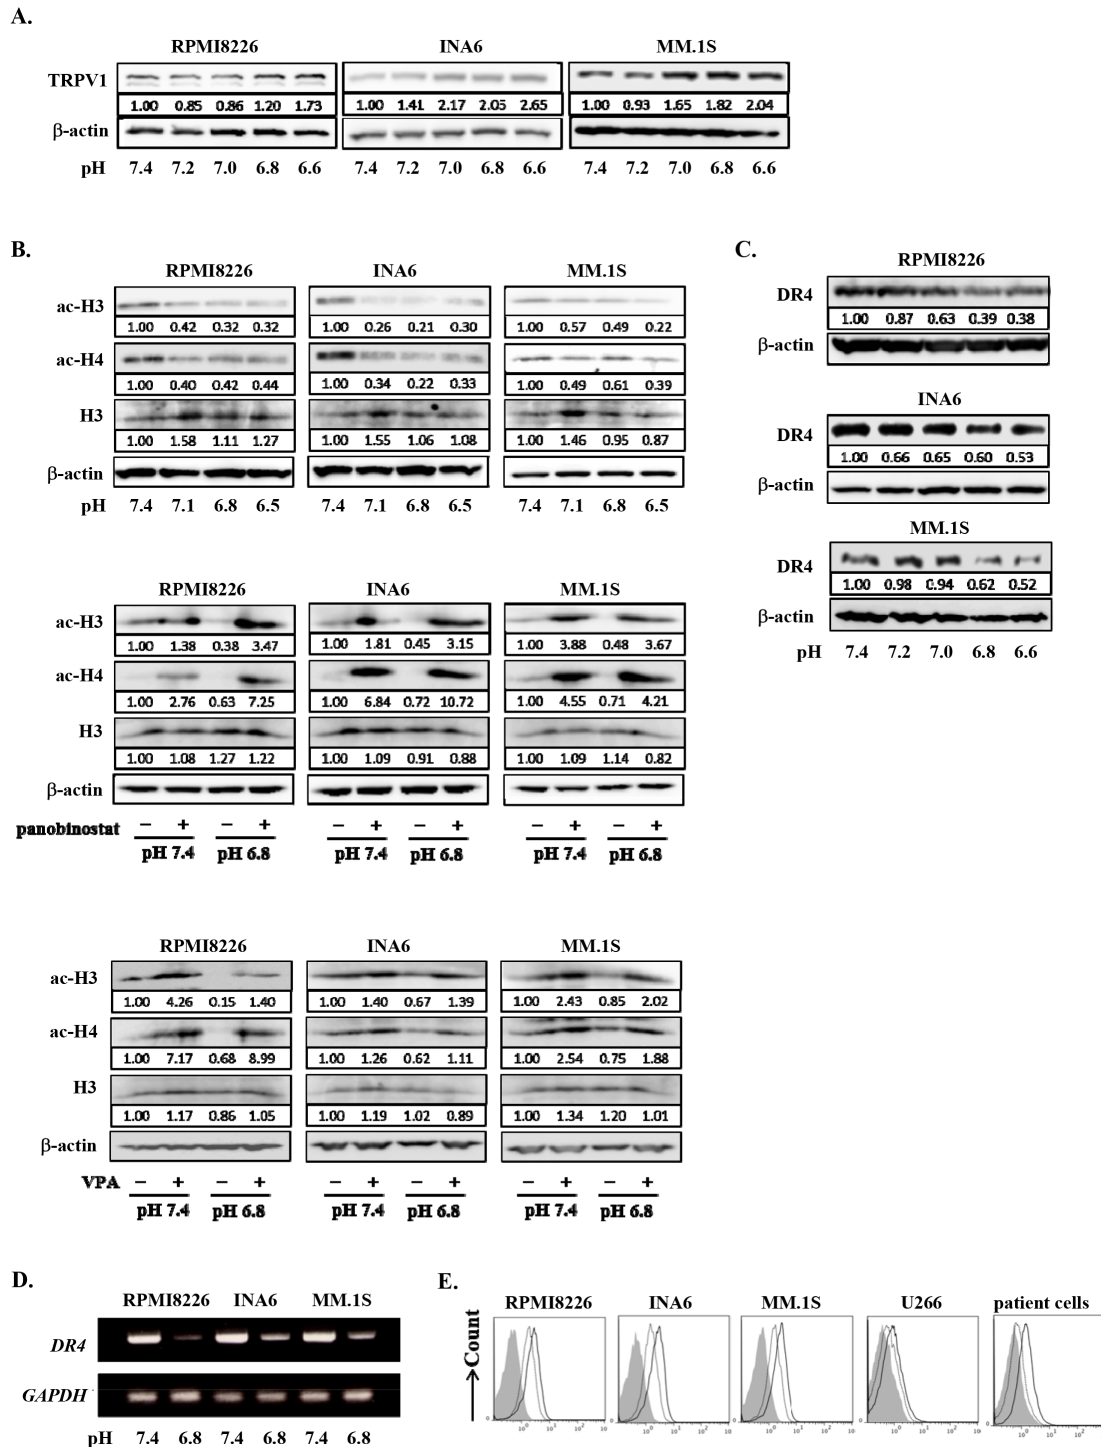 A.
RPMI8226 INA6 MM.1S
TRPV1
1.00 0.85 0.86 1.20 1.73 1.00 1.41 2.17 2.05 2.65 1.00 0.93 1.65 1.82 2.04
β-actin
pH 7.4 7.2 7.0 6.8 6.6 7.4 7.2 7.0 6.8 6.6 7.4 7.2 7.0 6.8 6.6
B.
RPMI8226 INA6 MM.1S
ac-H3
1.00 0.42 0.32 0.32 1.00 0.26 0.21 0.30 1.00 0.57 0.49 0.22
ac-H4
1.00 0.40 0.42 0.44 1.00 0.34 0.22 0.33 1.00 0.49 0.61 0.39
H3
1.00 1.58 1.11 1.27 1.00 1.55 1.06 1.08 1.00 1.46 0.95 0.87
β-actin
pH 7.4 7.1 6.8 6.5 7.4 7.1 6.8 6.5 7.4 7.1 6.8 6.5
RPMI8226 INA6 MM.1S
ac-H3
1.00 1.38 0.38 3.47 1.00 1.81 0.45 3.15 1.00 3.88 0.48 3.67
ac-H4
1.00 2.76 0.63 7.25 1.00 6.84 0.72 10.72 1.00 4.55 0.71 4.21
H3
1.00 1.08 1.27 1.22 1.00 1.09 0.91 0.88 1.00 1.09 1.14 0.82
β-actin
panobinostat − + − + − + − + − + − +
pH 7.4 pH 6.8 pH 7.4 pH 6.8 pH 7.4 pH 6.8
RPMI8226 INA6 MM.1S
ac-H3
1.00 4.26 0.15 1.40 1.00 1.40 0.67 1.39 1.00 2.43 0.85 2.02
ac-H4
1.00 7.17 0.68 8.99 1.00 1.26 0.62 1.11 1.00 2.54 0.75 1.88
H3
1.00 1.17 0.86 1.05 1.00 1.19 1.02 0.89 1.00 1.34 1.20 1.01
β-actin
VPA − + − + − + − + − + − +
pH 7.4 pH 6.8 pH 7.4 pH 6.8 pH 7.4 pH 6.8
C.
RPMI8226
DR4
1.00 0.87 0.63 0.39 0.38
β-actin
INA6
DR4
1.00 0.66 0.65 0.60 0.53
β-actin
MM.1S
DR4
1.00 0.98 0.94 0.62 0.52
β-actin
pH 7.4 7.2 7.0 6.8 6.6
D.
RPMI8226 INA6 MM.1S
DR4
GAPDH
pH 7.4 6.8 7.4 6.8 7.4 6.8
E.
RPMI8226 INA6 MM.1S U266 patient cells
Count